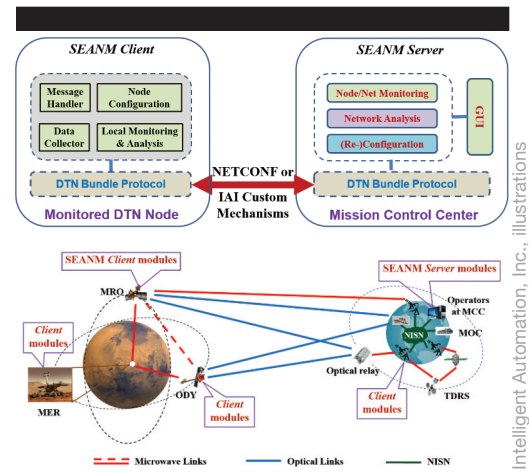 SEANM Client
Message
Handler
Node
Configuration
Data
Collector
Local Monitoring
& Analysis
DTN Bundle Protocol
Monitored DTN Node
NETCONF or
IAI Custom
Mechanisms
SEANM Server
Node/Net Monitoring
Network Analysis
(Re-)Configuration
GUI
DTN Bundle Protocol
Mission Control Center
SEANM Client modules
MRO
Client
modules
MER
ODY
Client
modules
SEANM Server modules
Operators
at MCC
MOC
NISN
Optical relay
TDRS
Client
modules
Microwave Links
Optical Links
NISN
Intelligent Automation, Inc., illustrations